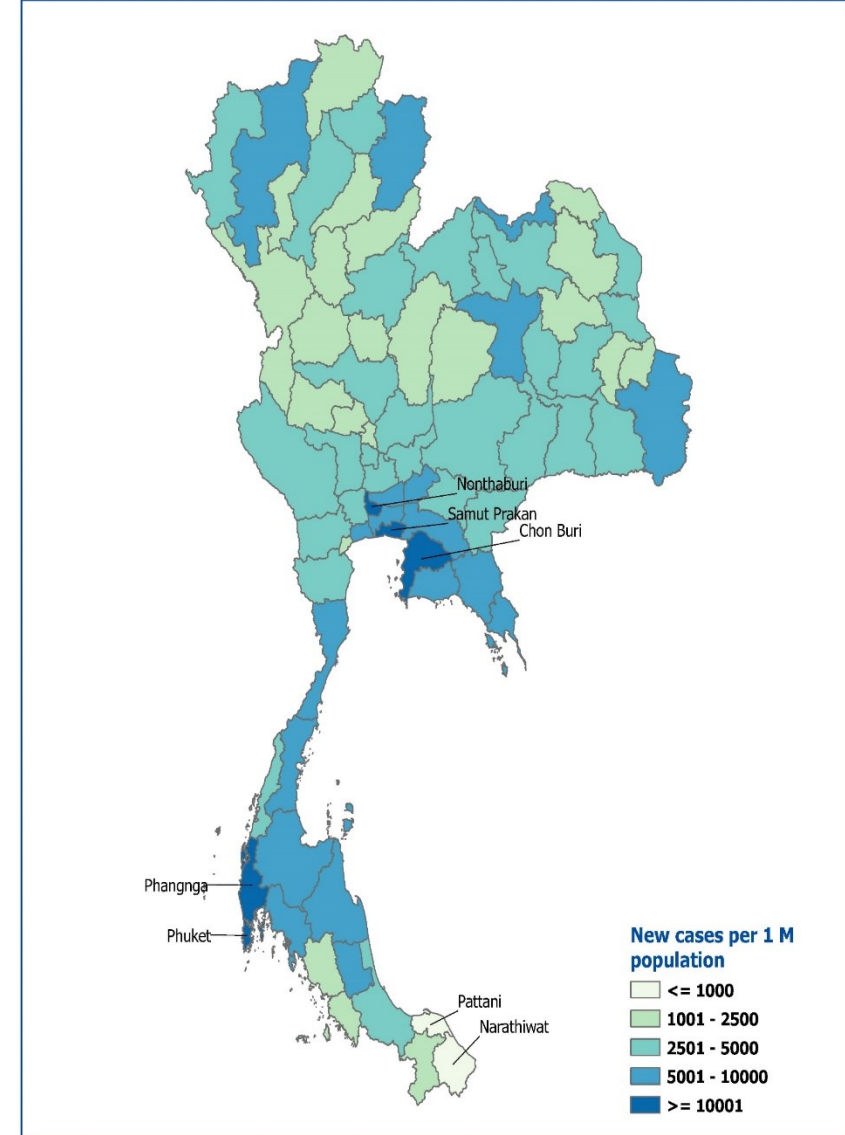 Nonthaburi
Samut Prakan
Chon Buri
Phangnga
Phuket
Pattani
Narathiwat
New cases per 1 M
population
<= 1000
1001 - 2500
2501 - 5000
5001 - 10000
>= 10001